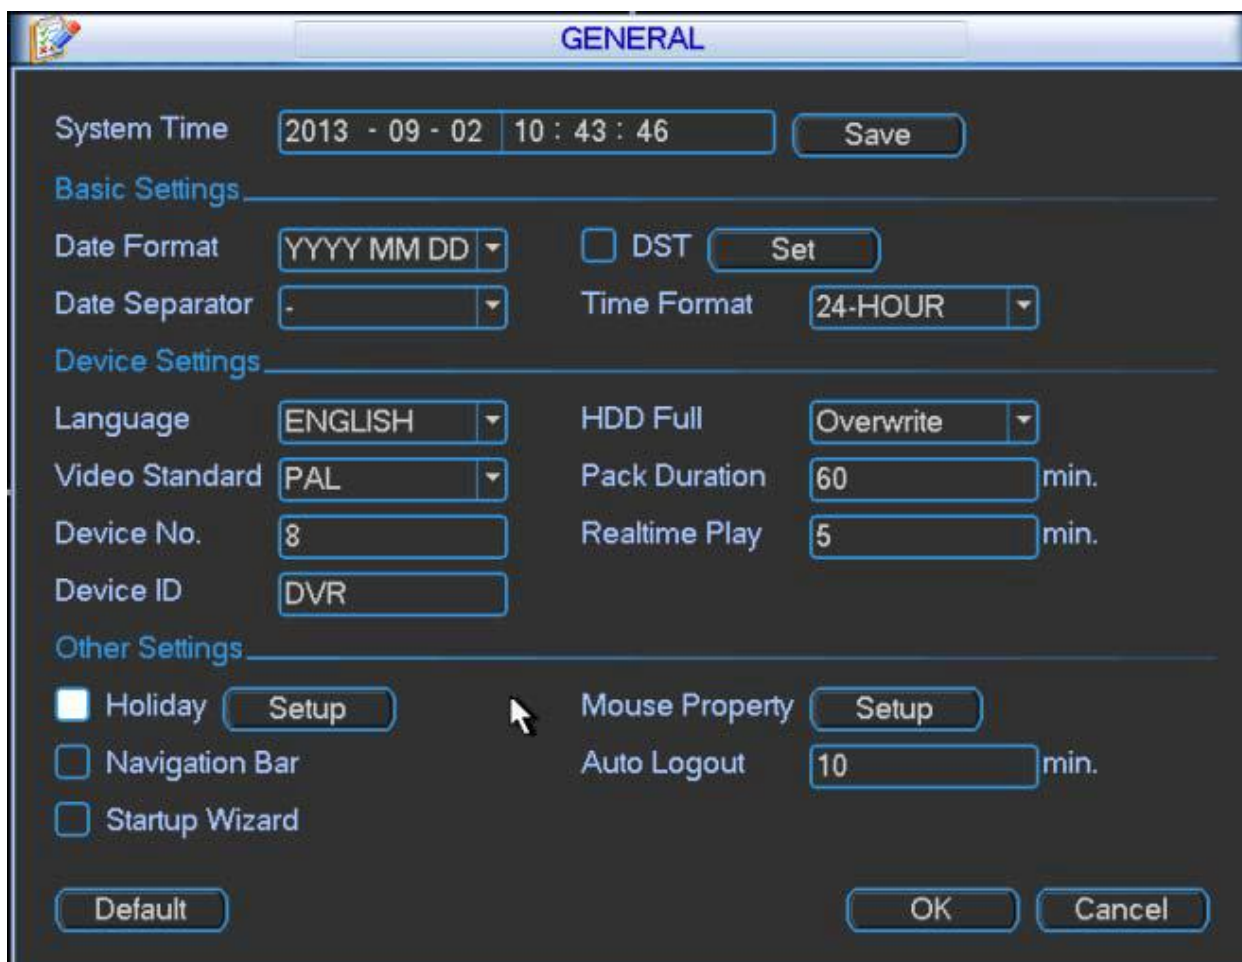 GENERAL
System Time 2013 - 09 - 02 10 : 43 : 46 Save
Basic Settings
Date Format YYYY MM DD DST Set
Date Separator - Time Format 24-HOUR
Device Settings
Language ENGLISH HDD Full Overwrite
Video Standard PAL Pack Duration 60 min.
Device No. 8 Realtime Play 5 min.
Device ID DVR
Other Settings
Holiday Setup Mouse Property Setup
Navigation Bar Auto Logout 10 min.
Startup Wizard
Default OK Cancel